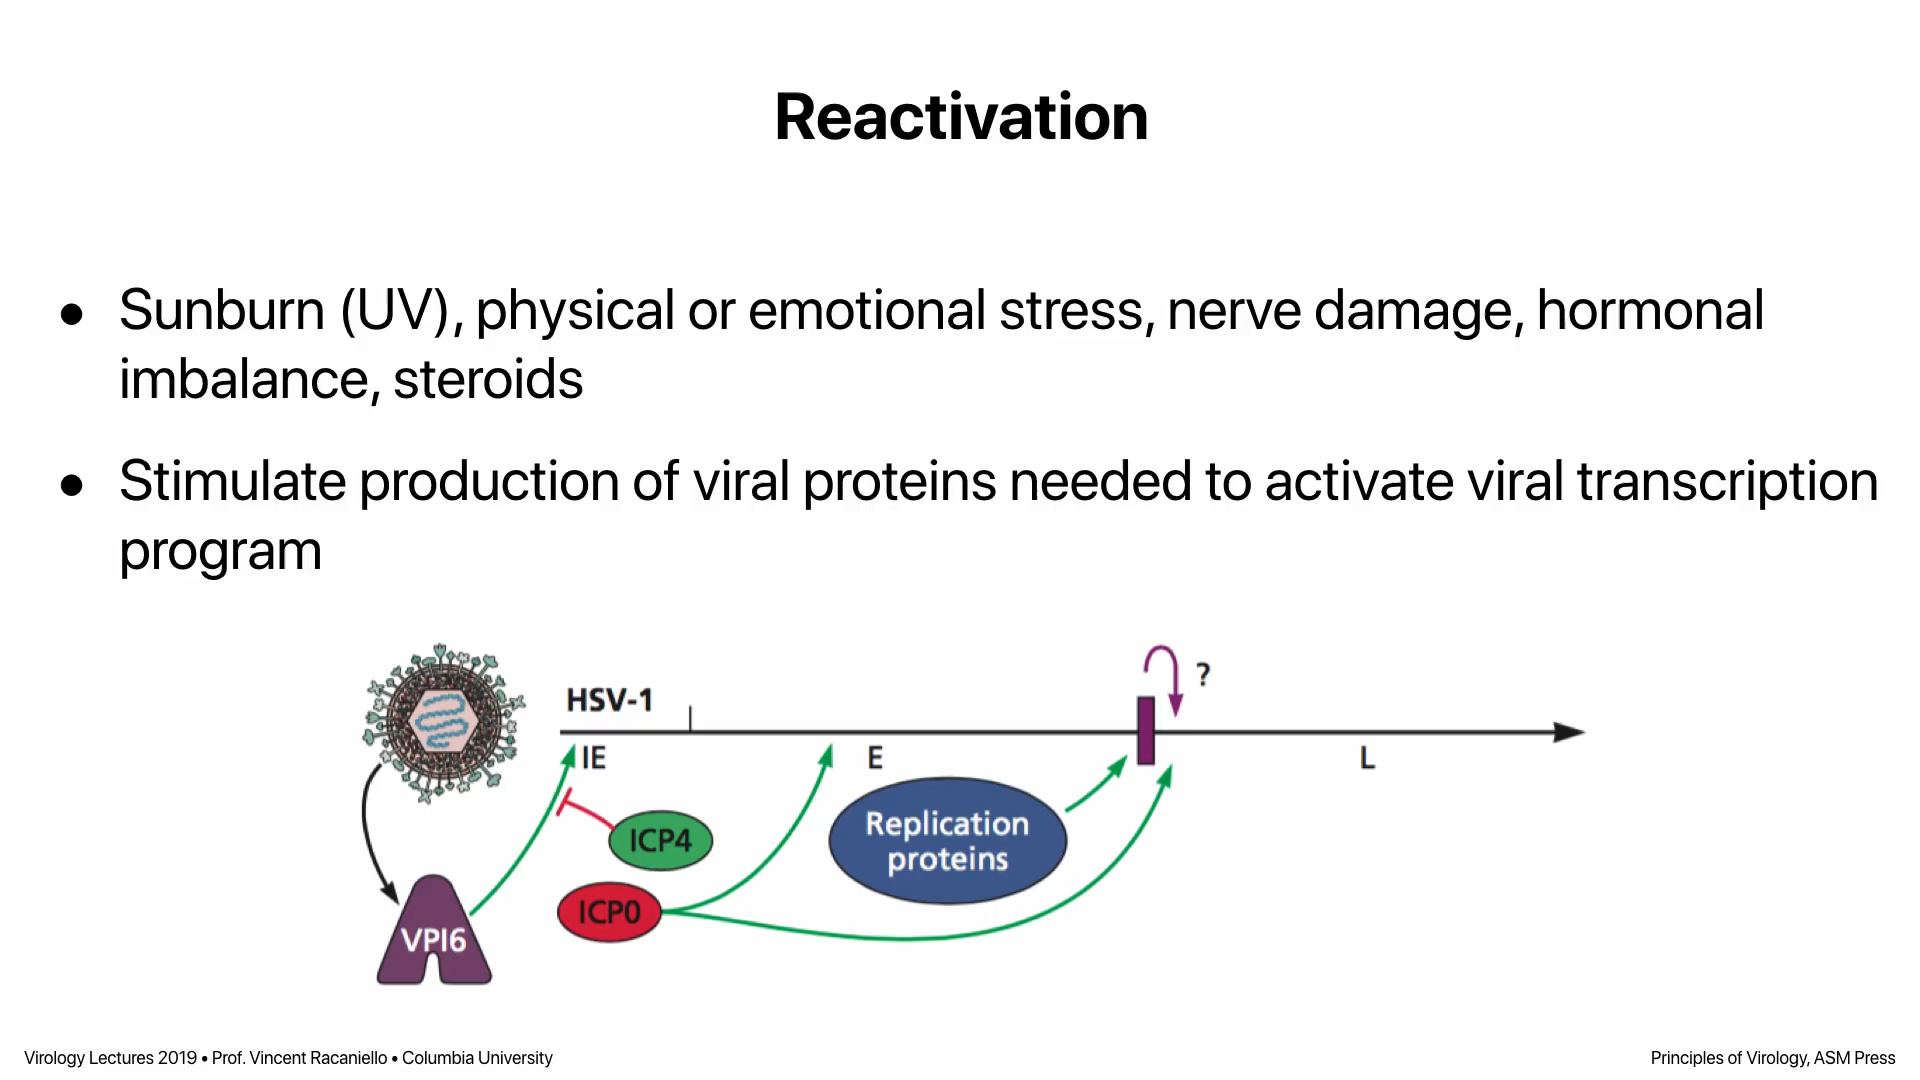 Reactivation
• Sunburn (UV), physical or emotional stress, nerve damage, hormonal
imbalance, steroids
• Stimulate production of viral proteins needed to activate viral transcription
program
HSV-1
?
IE
E
L
ICP4
Replication
proteins
ICP0
VPI6
Virology Lectures 2019 • Prof. Vincent Racaniello • Columbia University
Principles of Virology, ASM Press